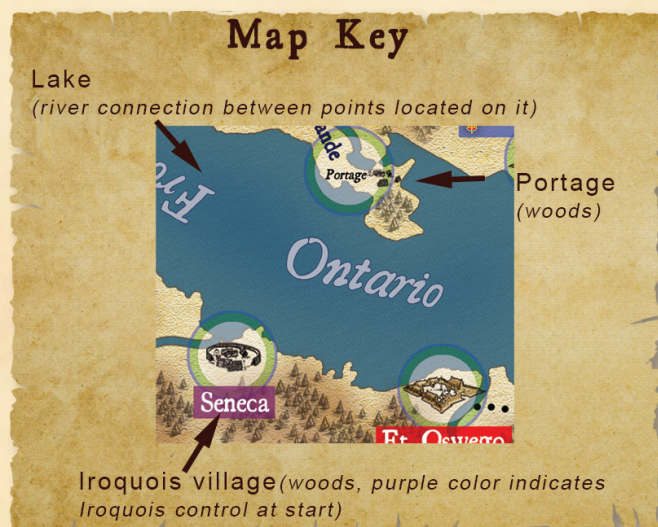 Map Key
Lake
(river connection between points located on it)
ande
Portage
Portage
(woods)
Ontario
Seneca
Ft. Oswego
Iroquois village (woods, purple color indicates
Iroquois control at start)